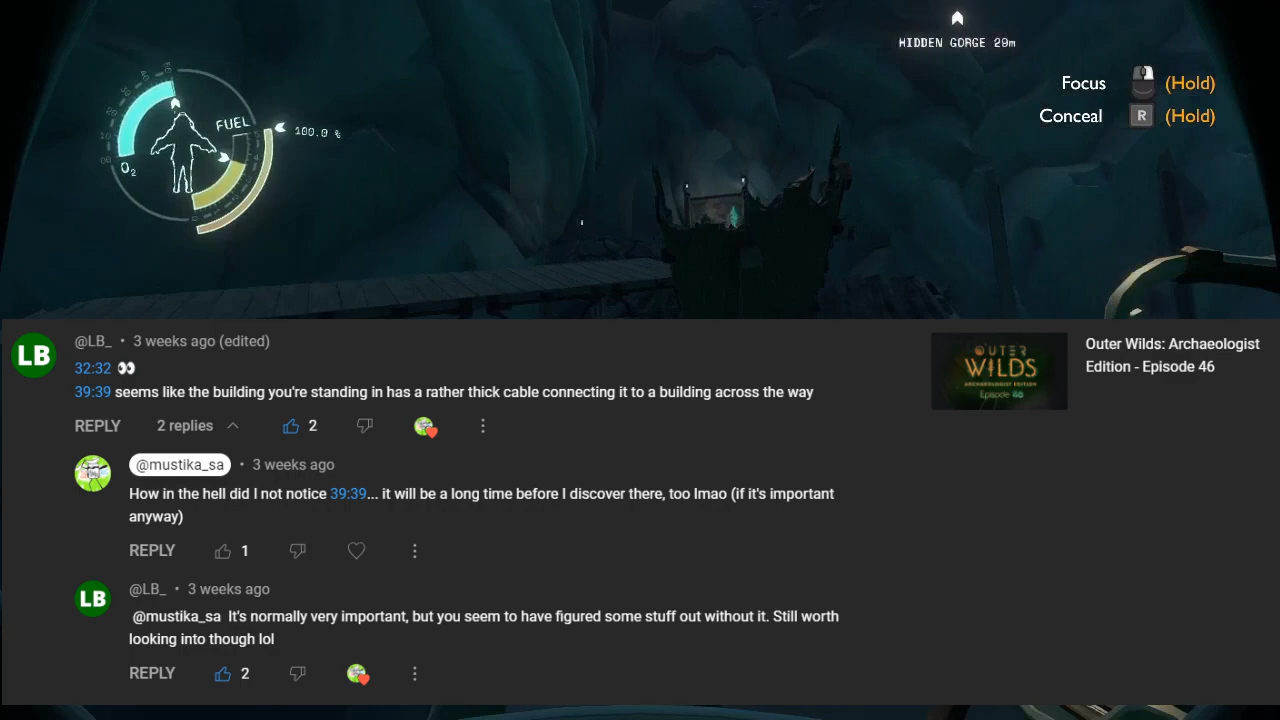 HIDDEN GORGE 29m
Focus (Hold)
Conceal R (Hold)
FUEL
100.0 %
O2
LB
@LB_ • 3 weeks ago (edited)
32:32 👀
39:39 seems like the building you're standing in has a rather thick cable connecting it to a building across the way
REPLY 2 replies 2
OUTER
WILDS
ARCHAEOLOGIST EDITION
Episode 46
Outer Wilds: Archaeologist
Edition - Episode 46
@mustika_sa • 3 weeks ago
How in the hell did I not notice 39:39... it will be a long time before I discover there, too lmao (if it's important
anyway)
REPLY 1
LB
@LB_ • 3 weeks ago
@mustika_sa It's normally very important, but you seem to have figured some stuff out without it. Still worth
looking into though lol
REPLY 2